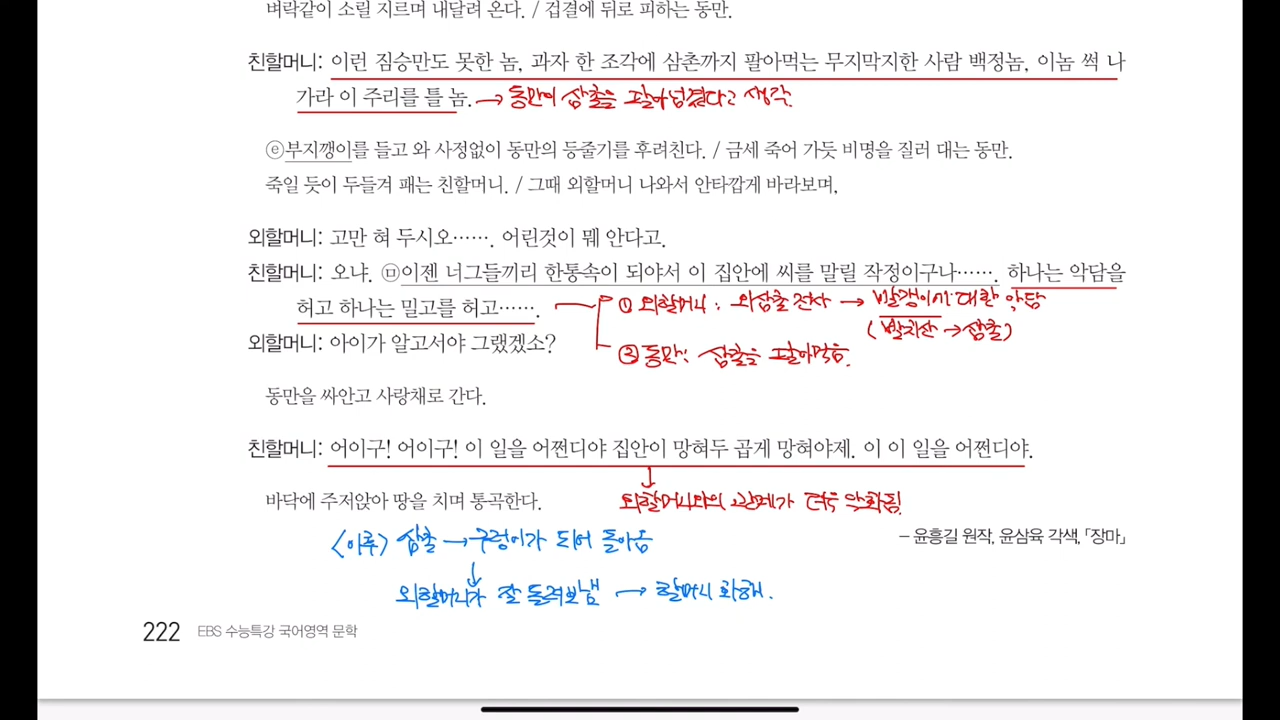 벼락같이 소릴 지르며 내달려 온다. / 겁결에 뒤로 피하는 동만.
친할머니: 이런 짐승만도 못한 놈, 과자 한 조각에 삼촌까지 팔아먹는 무지막지한 사람 백정놈, 이놈 썩 나
가라 이 주리를 틀 놈. → 동만이 삼촌을 팔아넘겼다고 생각.
ⓔ부지깽이를 들고 와 사정없이 동만의 등줄기를 후려친다. / 금세 죽어 가듯 비명을 질러 대는 동만.
죽일 듯이 두들겨 패는 친할머니. / 그때 외할머니 나와서 안타깝게 바라보며,
외할머니: 고만 혀 두시오……. 어린것이 뭬 안다고.
친할머니: 오냐. ㉤이젠 너그들끼리 한통속이 되야서 이 집안에 씨를 말릴 작정이구나……. 하나는 악담을
허고 하나는 밀고를 허고…….
① 외할머니: 외삼촌 전사 → 빨갱이에 대한 악담
(빨치산 → 삼촌)
외할머니: 아이가 알고서야 그랬겠소?
② 동만: 삼촌을 팔아먹음.
동만을 싸안고 사랑채로 간다.
친할머니: 어이구! 어이구! 이 일을 어쩐디야 집안이 망혀두 곱게 망혀야제. 이 이 일을 어쩐디야.
바닥에 주저앉아 땅을 치며 통곡한다.
외할머니와의 관계가 더욱 악화됨.
<이후> 삼촌 → 구렁이가 되어 돌아옴
– 윤흥길 원작, 윤삼육 각색, 「장마」
외할머니가 잘 돌려보냄 → 할머니 화해.
222 EBS 수능특강 국어영역 문학